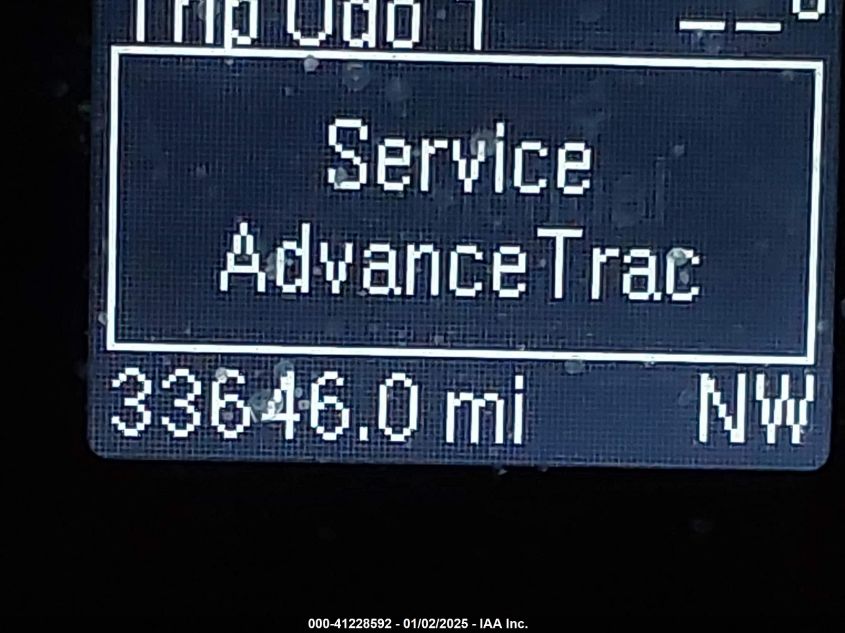 Trip Odo 1 --°
Service
AdvanceTrac
33646.0 mi NW
000-41228592 - 01/02/2025 - IAA Inc.